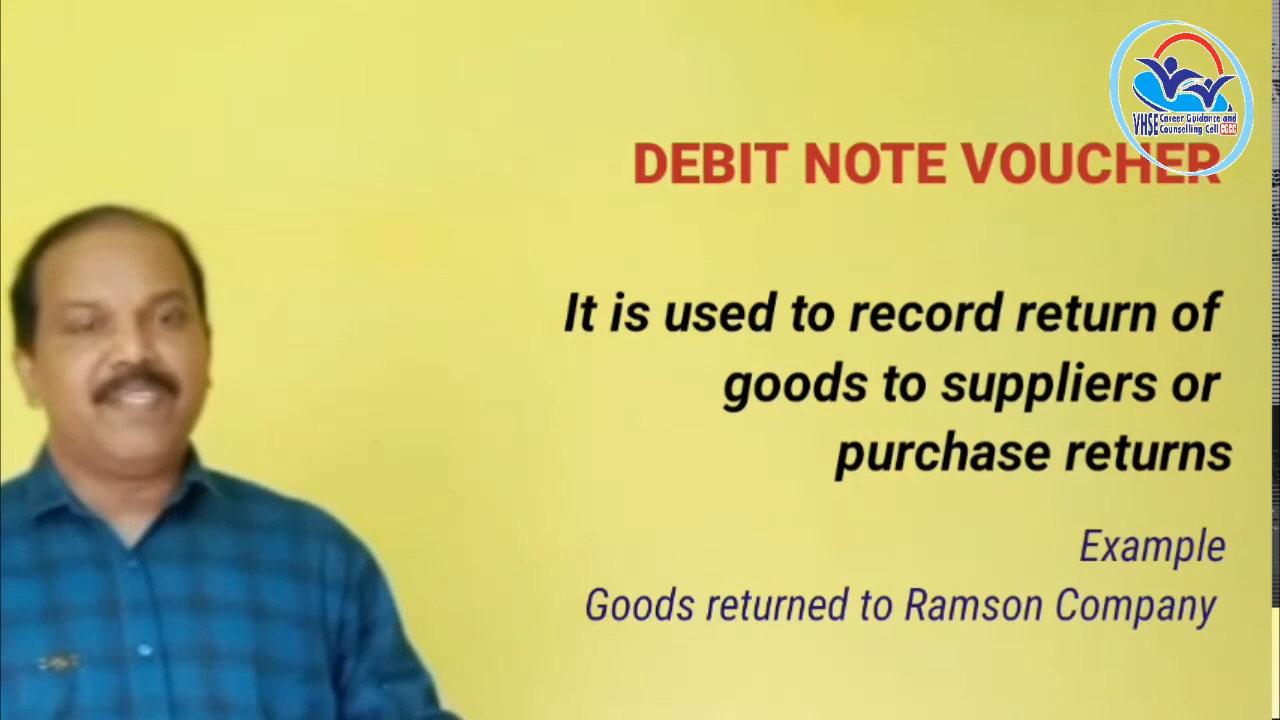 VHSE Career Guidance and
Counselling Cell CGCC
DEBIT NOTE VOUCHER
It is used to record return of
goods to suppliers or
purchase returns
Example
Goods returned to Ramson Company